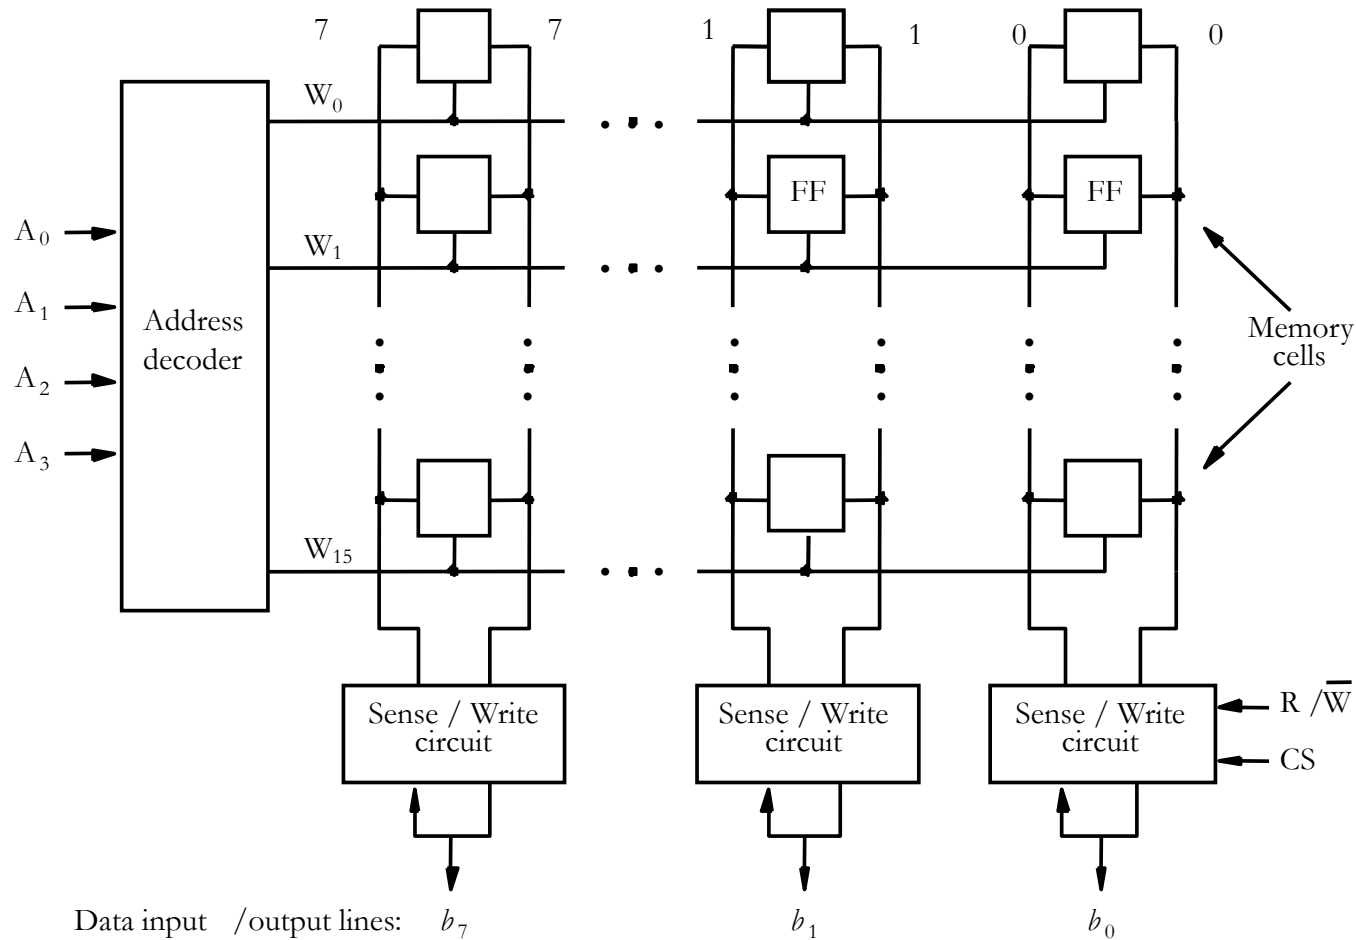 7 7 1 1 0 0
W0
FF FF
A0
W1
A1
Address
decoder
Memory
cells
A2
A3
W15
Sense / Write
circuit
Sense / Write
circuit
Sense / Write
circuit
R /W̅
CS
Data input /output lines: b7 b1 b0